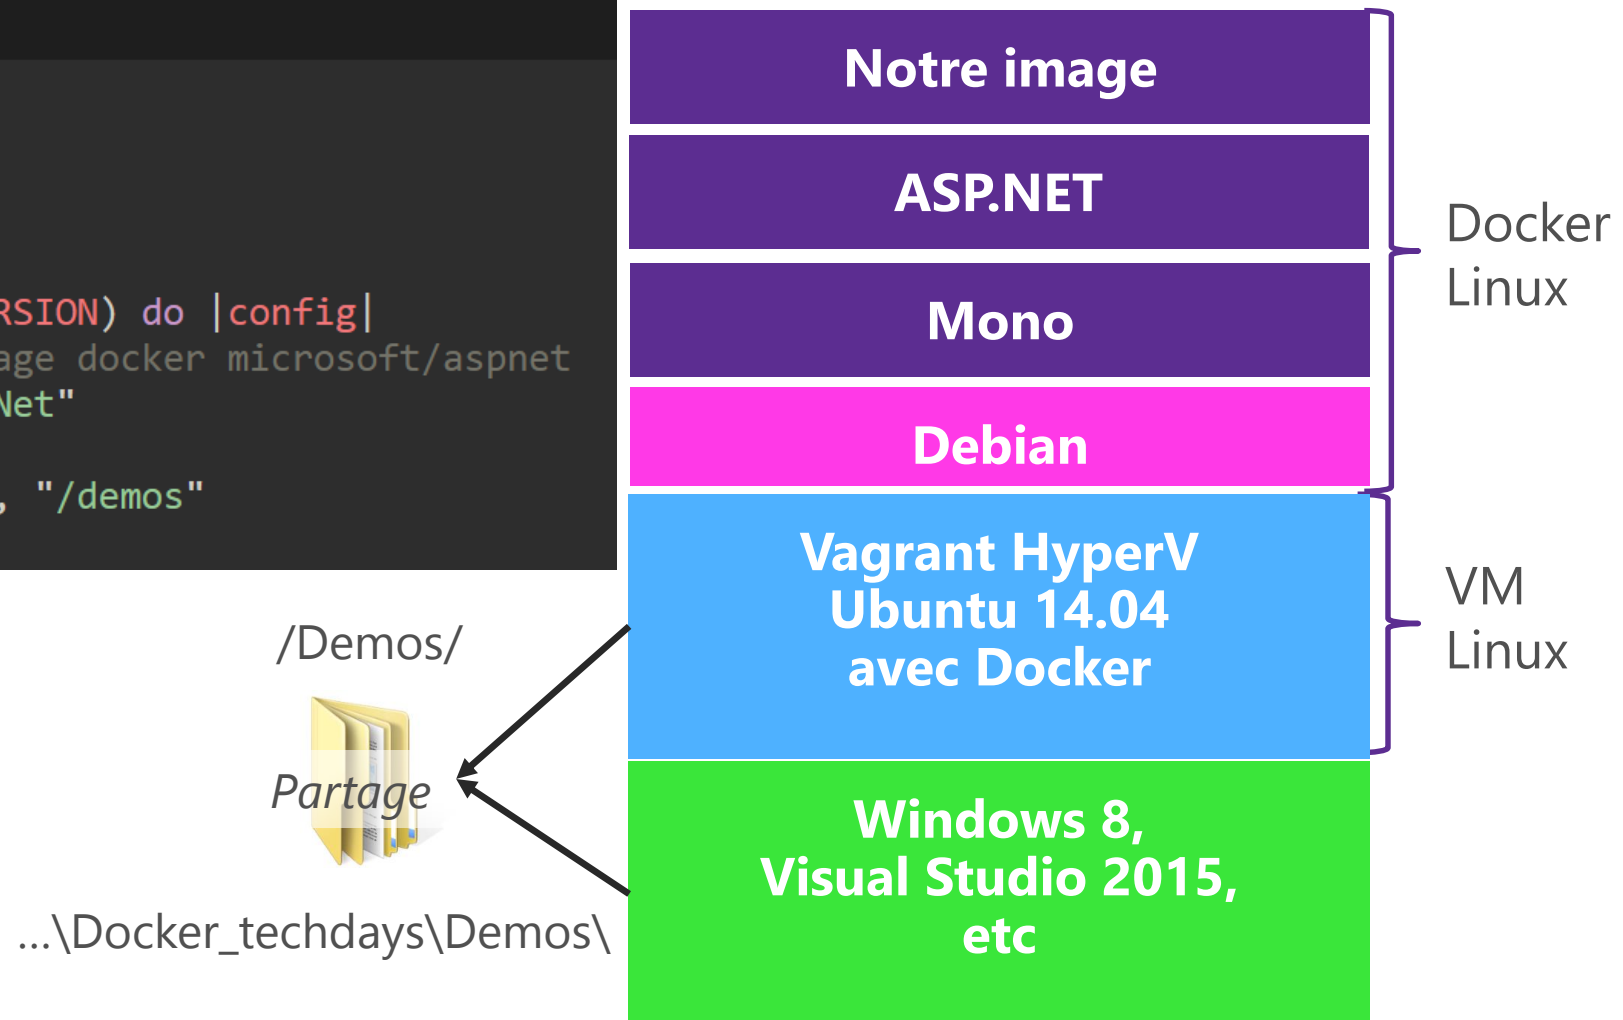 RSION) do |config|
age docker microsoft/aspnet
Net"
, "/demos"
/Demos/
Partage
...\Docker_techdays\Demos\
Notre image
ASP.NET
Mono
Debian
Vagrant HyperV
Ubuntu 14.04
avec Docker
Windows 8,
Visual Studio 2015,
etc
Docker
Linux
VM
Linux